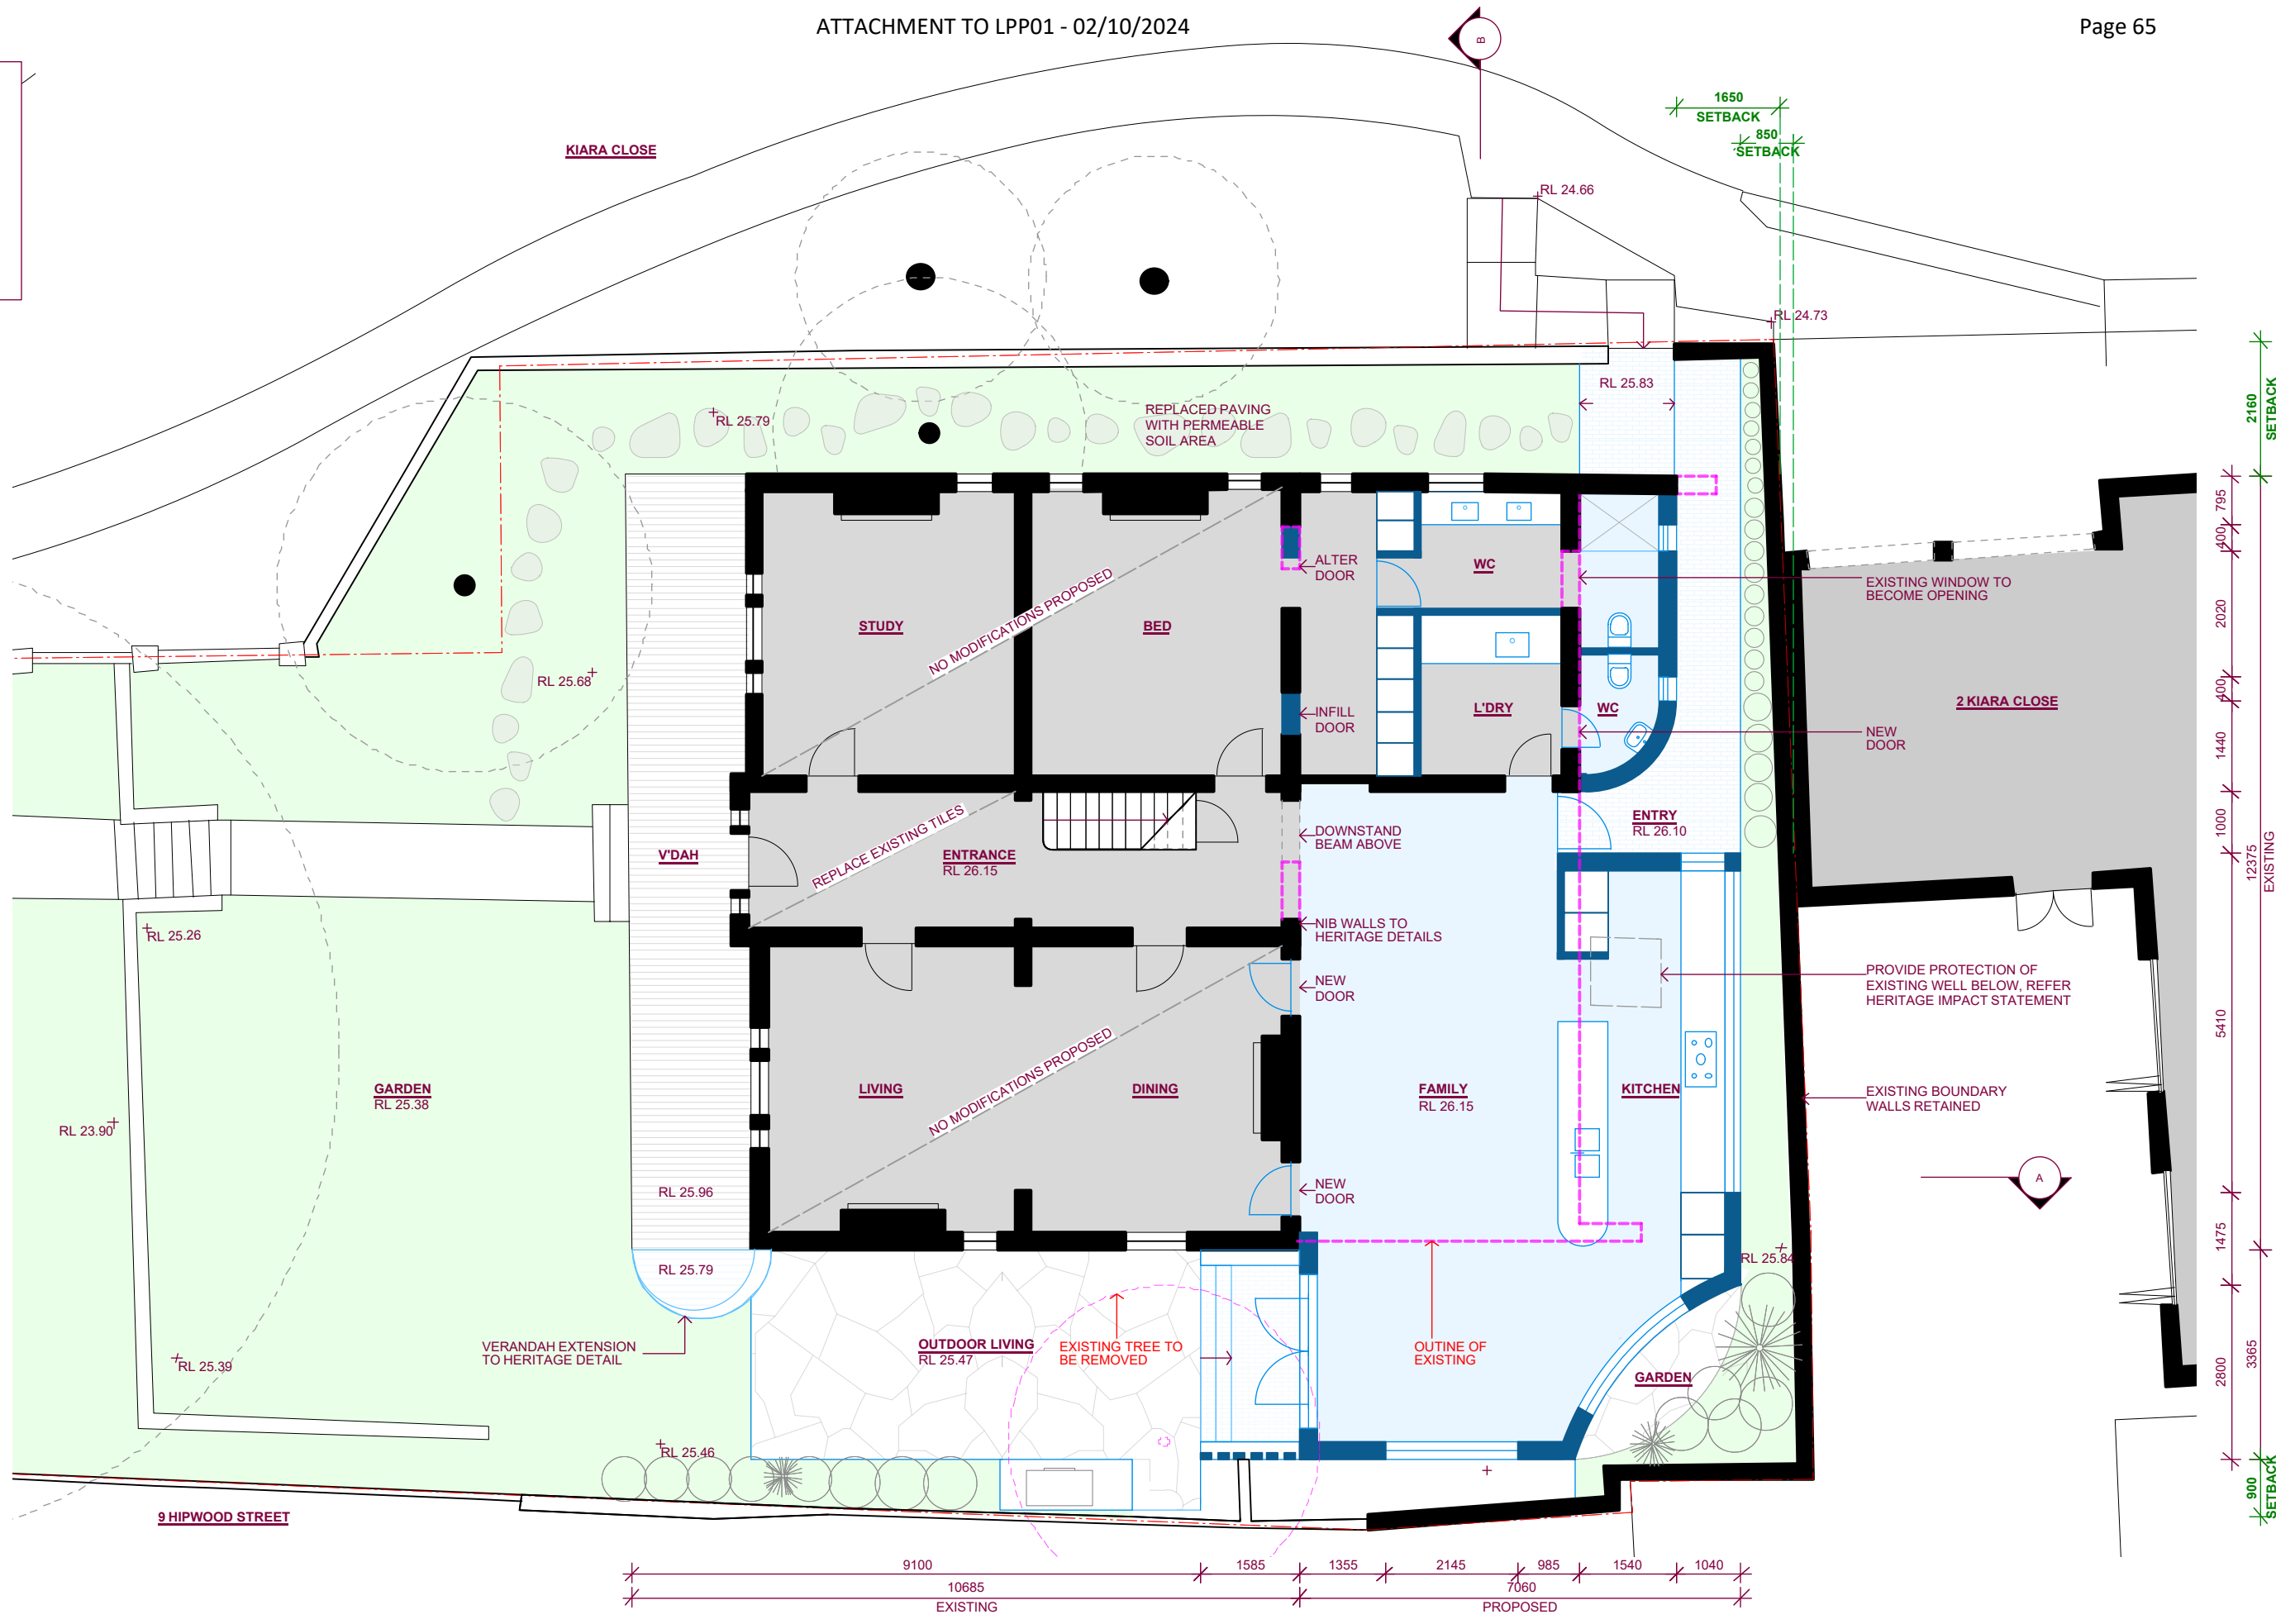 ATTACHMENT TO LPP01 - 02/10/2024
Page 65
B
1650
SETBACK
850
SETBACK
KIARA CLOSE
RL 24.66
RL 24.73
RL 25.83
2160
SETBACK
RL 25.79
REPLACED PAVING
WITH PERMEABLE
SOIL AREA
795
400
2020
400
1440
1000
5410
1475
2800
12375
EXISTING
3365
900
SETBACK
ALTER
DOOR
WC
EXISTING WINDOW TO
BECOME OPENING
STUDY
NO MODIFICATIONS PROPOSED
BED
RL 25.68
INFILL
DOOR
L'DRY
WC
2 KIARA CLOSE
NEW
DOOR
V'DAH
REPLACE EXISTING TILES
ENTRANCE
RL 26.15
DOWNSTAND
BEAM ABOVE
ENTRY
RL 26.10
RL 25.26
NIB WALLS TO
HERITAGE DETAILS
NEW
DOOR
PROVIDE PROTECTION OF
EXISTING WELL BELOW, REFER
HERITAGE IMPACT STATEMENT
GARDEN
RL 25.38
RL 23.90
LIVING
NO MODIFICATIONS PROPOSED
DINING
FAMILY
RL 26.15
KITCHEN
EXISTING BOUNDARY
WALLS RETAINED
A
RL 25.96
NEW
DOOR
RL 25.79
RL 25.84
VERANDAH EXTENSION
TO HERITAGE DETAIL
OUTDOOR LIVING
RL 25.47
EXISTING TREE TO
BE REMOVED
OUTINE OF
EXISTING
RL 25.39
GARDEN
RL 25.46
9 HIPWOOD STREET
9100
1585
1355
2145
985
1540
1040
10685
EXISTING
7060
PROPOSED